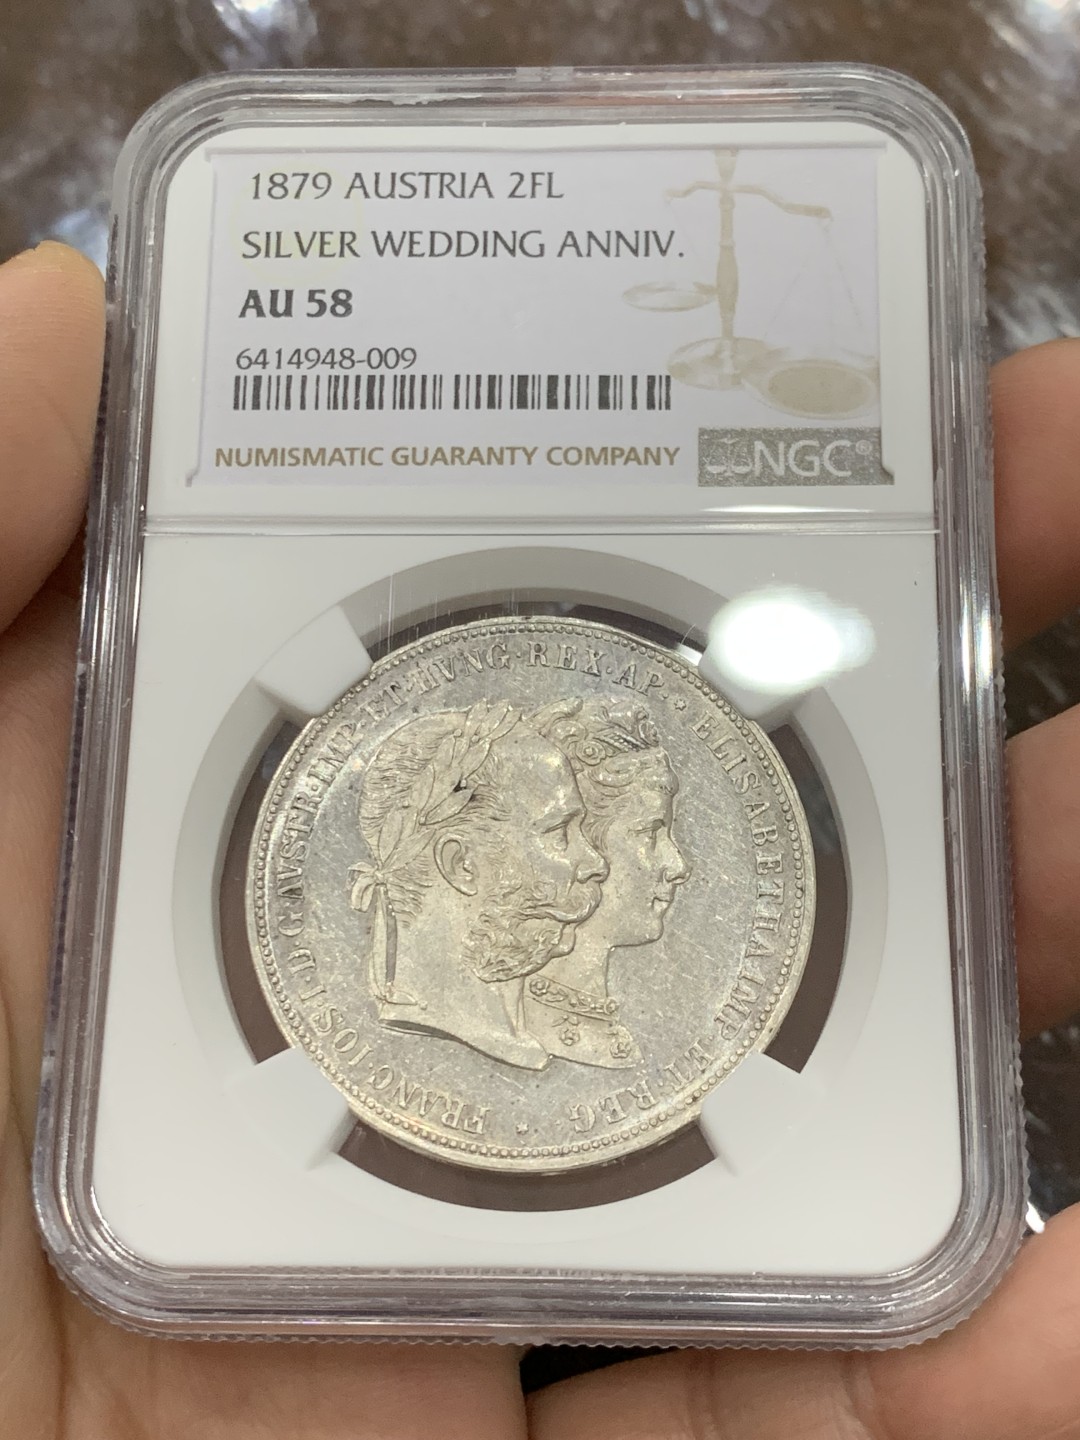 1879 AUSTRIA 2FL
SILVER WEDDING ANNIV.
AU 58
6414948-009
NUMISMATIC GUARANTY COMPANY
NGC®
FRANC·IOS·I·D·G·AVSTR·IMP·ET·HVNG·REX·AP·*ELISABETHA IMP·ET·REG·*